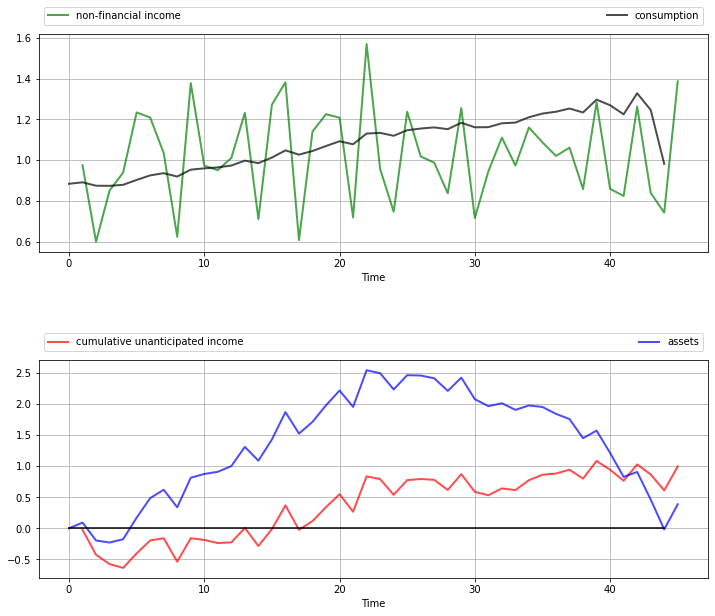 non-financial income consumption
1.6
1.4
1.2
1.0
0.8
0.6
0 10 20 30 40
Time
cumulative unanticipated income assets
2.5
2.0
1.5
1.0
0.5
0.0
−0.5
0 10 20 30 40
Time